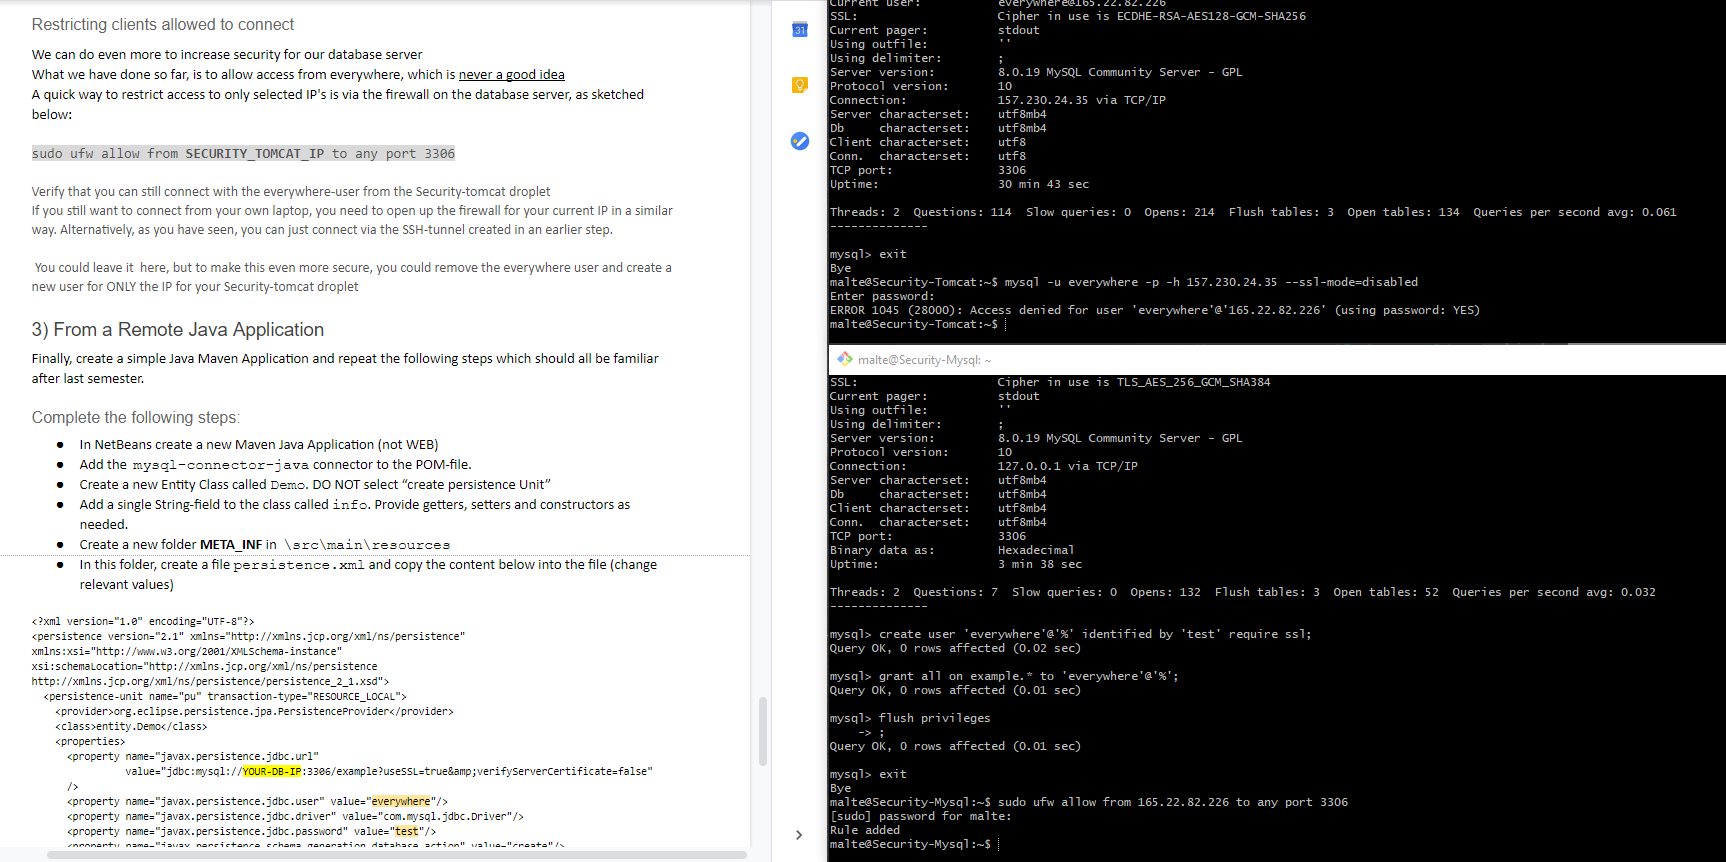 Restricting clients allowed to connect
We can do even more to increase security for our database server
What we have done so far, is to allow access from everywhere, which is never a good idea
A quick way to restrict access to only selected IP's is via the firewall on the database server, as sketched
below:
sudo ufw allow from SECURITY_TOMCAT_IP to any port 3306
Verify that you can still connect with the everywhere-user from the Security-tomcat droplet
If you still want to connect from your own laptop, you need to open up the firewall for your current IP in a similar
way. Alternatively, as you have seen, you can just connect via the SSH-tunnel created in an earlier step.
You could leave it  here, but to make this even more secure, you could remove the everywhere user and create a
new user for ONLY the IP for your Security-tomcat droplet
3) From a Remote Java Application
Finally, create a simple Java Maven Application and repeat the following steps which should all be familiar
after last semester.
Complete the following steps:
● In NetBeans create a new Maven Java Application (not WEB)
● Add the mysql-connector-java connector to the POM-file.
● Create a new Entity Class called Demo. DO NOT select “create persistence Unit”
● Add a single String-field to the class called info. Provide getters, setters and constructors as
needed.
● Create a new folder META_INF in \src\main\resources
● In this folder, create a file persistence.xml and copy the content below into the file (change
relevant values)
<?xml version="1.0" encoding="UTF-8"?>
<persistence version="2.1" xmlns="http://xmlns.jcp.org/xml/ns/persistence"
xmlns:xsi="http://www.w3.org/2001/XMLSchema-instance"
xsi:schemaLocation="http://xmlns.jcp.org/xml/ns/persistence
http://xmlns.jcp.org/xml/ns/persistence/persistence_2_1.xsd">
<persistence-unit name="pu" transaction-type="RESOURCE_LOCAL">
<provider>org.eclipse.persistence.jpa.PersistenceProvider</provider>
<class>entity.Demo</class>
<properties>
<property name="javax.persistence.jdbc.url"
value="jdbc:mysql://YOUR-DB-IP:3306/example?useSSL=true&amp;verifyServerCertificate=false"
/>
<property name="javax.persistence.jdbc.user" value="everywhere"/>
<property name="javax.persistence.jdbc.driver" value="com.mysql.jdbc.Driver"/>
<property name="javax.persistence.jdbc.password" value="test"/>
<property name="javax.persistence.schema-generation.database.action" value="create"/>
31
Current user: everywhere@165.22.82.226
SSL: Cipher in use is ECDHE-RSA-AES128-GCM-SHA256
Current pager: stdout
Using outfile: ''
Using delimiter: ;
Server version: 8.0.19 MySQL Community Server - GPL
Protocol version: 10
Connection: 157.230.24.35 via TCP/IP
Server characterset: utf8mb4
Db     characterset: utf8mb4
Client characterset: utf8
Conn.  characterset: utf8
TCP port: 3306
Uptime: 30 min 43 sec
Threads: 2  Questions: 114  Slow queries: 0  Opens: 214  Flush tables: 3  Open tables: 134  Queries per second avg: 0.061
--------------
mysql> exit
Bye
malte@Security-Tomcat:~$ mysql -u everywhere -p -h 157.230.24.35 --ssl-mode=disabled
Enter password:
ERROR 1045 (28000): Access denied for user 'everywhere'@'165.22.82.226' (using password: YES)
malte@Security-Tomcat:~$
malte@Security-Mysql: ~
SSL: Cipher in use is TLS_AES_256_GCM_SHA384
Current pager: stdout
Using outfile: ''
Using delimiter: ;
Server version: 8.0.19 MySQL Community Server - GPL
Protocol version: 10
Connection: 127.0.0.1 via TCP/IP
Server characterset: utf8mb4
Db     characterset: utf8mb4
Client characterset: utf8mb4
Conn.  characterset: utf8mb4
TCP port: 3306
Binary data as: Hexadecimal
Uptime: 3 min 38 sec
Threads: 2  Questions: 7  Slow queries: 0  Opens: 132  Flush tables: 3  Open tables: 52  Queries per second avg: 0.032
--------------
mysql> create user 'everywhere'@'%' identified by 'test' require ssl;
Query OK, 0 rows affected (0.02 sec)
mysql> grant all on example.* to 'everywhere'@'%';
Query OK, 0 rows affected (0.01 sec)
mysql> flush privileges
-> ;
Query OK, 0 rows affected (0.01 sec)
mysql> exit
Bye
malte@Security-Mysql:~$ sudo ufw allow from 165.22.82.226 to any port 3306
[sudo] password for malte:
Rule added
malte@Security-Mysql:~$